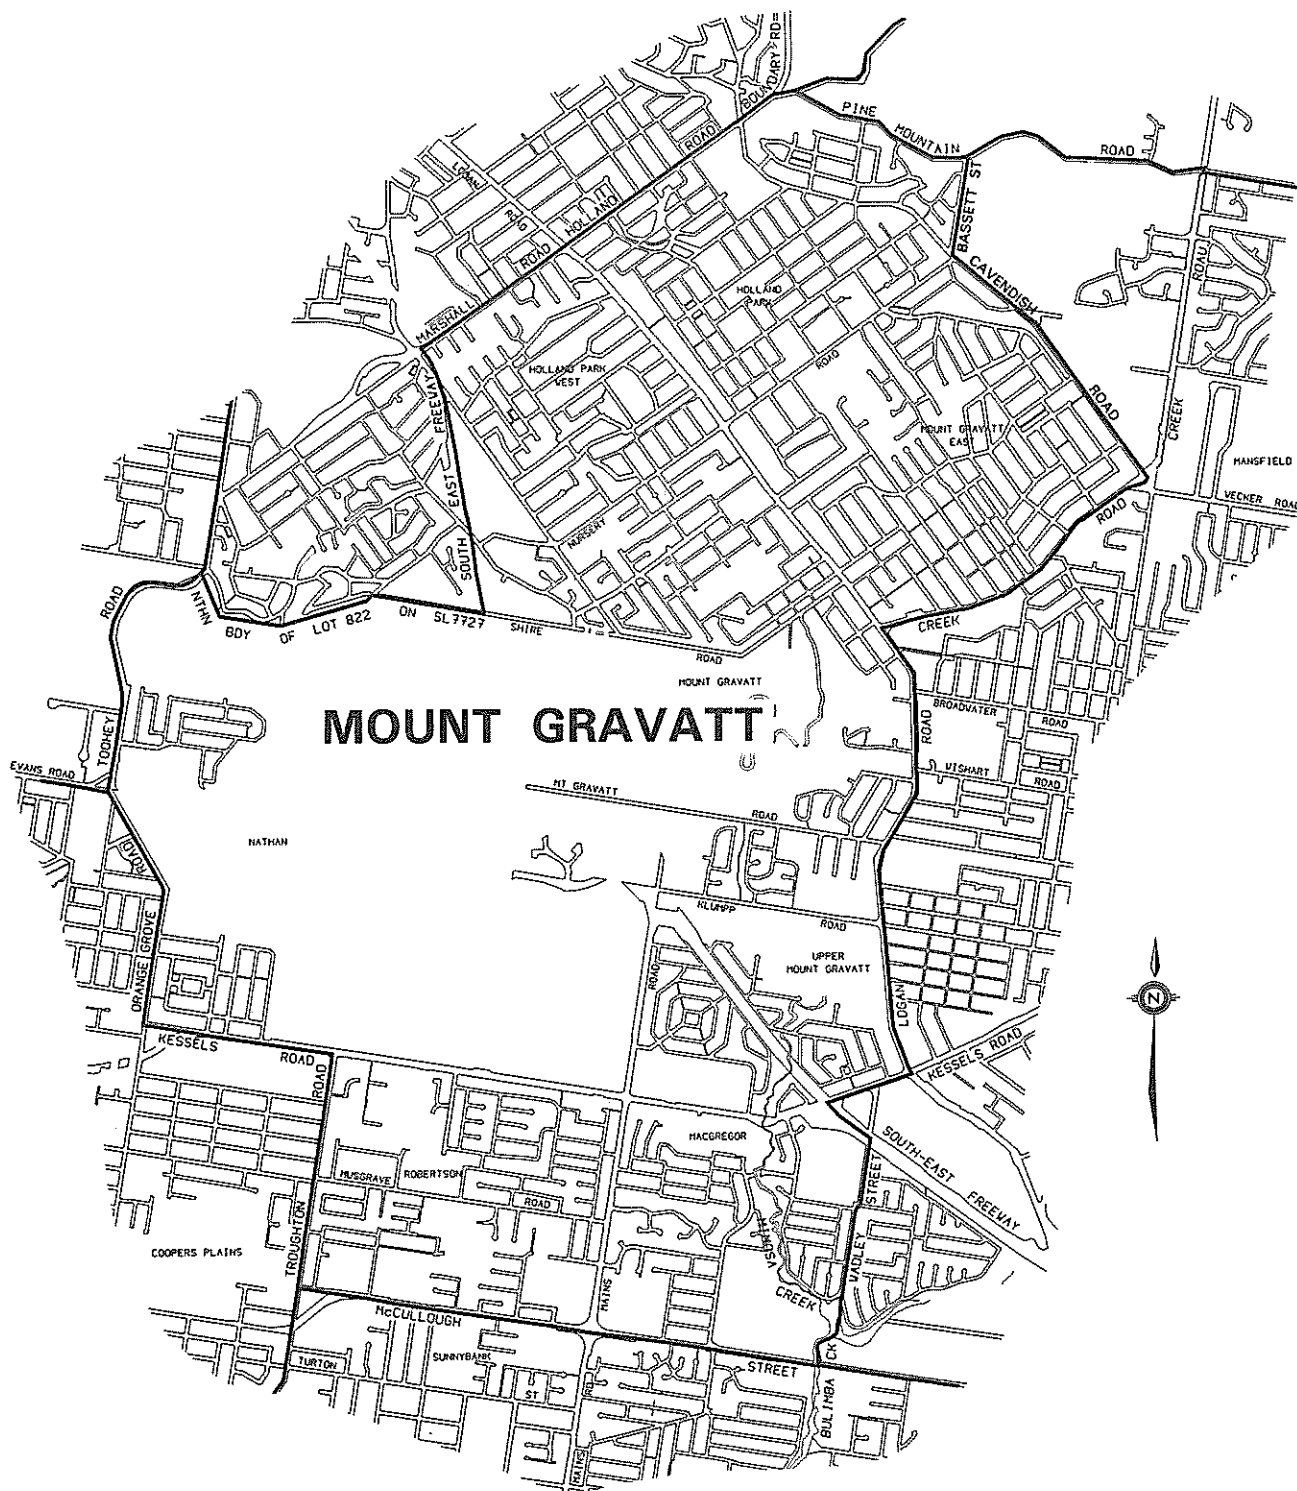 BOUNDARY RD
PINE
MOUNTAIN
ROAD
LOGAN
ROAD
HOLLAND
ROAD
ROAD
MARSHALL
BASSETT ST
CAVENDISH
ROAD
ROAD
CREEK
HOLLAND
PARK
ROAD
HOLLAND PARK
WEST
FREEWAY
EAST
SOUTH
MOUNT GRAVATT
EAST
MANSFIELD
WECKER ROAD
ROAD
NURSERY
ROAD
NTHN
BDY
OF
LOT 822
ON
SL7727
SHIRE
ROAD
CREEK
MOUNT GRAVATT
MOUNT GRAVATT
BROADWATER
ROAD
ROAD
TOOHEY
EVANS ROAD
WISHART
ROAD
MT GRAVATT
ROAD
NATHAN
ROAD
KLUMPP
ROAD
ORANGE GROVE
UPPER
MOUNT GRAVATT
ROAD
LOGAN
N
KESSELS
ROAD
ROAD
KESSELS ROAD
MACGREGOR
SOUTH-EAST
FREEWAY
MUSGRAVE
ROBERTSON
ROAD
STREET
WADLEY
MIMOSA
CREEK
COOPERS PLAINS
TROUGHTON
MAINS
McCULLOUGH
STREET
SUNNYBANK
TURTON
ST
RD
CK
BULIMBA
MAINS